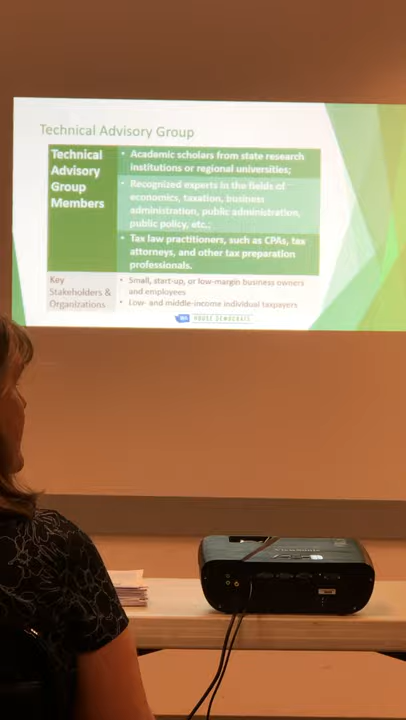 Technical Advisory Group
Technical
Advisory
Group
Members
• Academic scholars from state research
institutions or regional universities;
• Recognized experts in the fields of
economics, taxation, business
administration, public administration,
public policy, etc.;
• Tax law practitioners, such as CPAs, tax
attorneys, and other tax preparation
professionals.
Key
Stakeholders &
Organizations
• Small, start-up, or low-margin business owners
and employees
• Low- and middle-income individual taxpayers
WA HOUSE DEMOCRATS